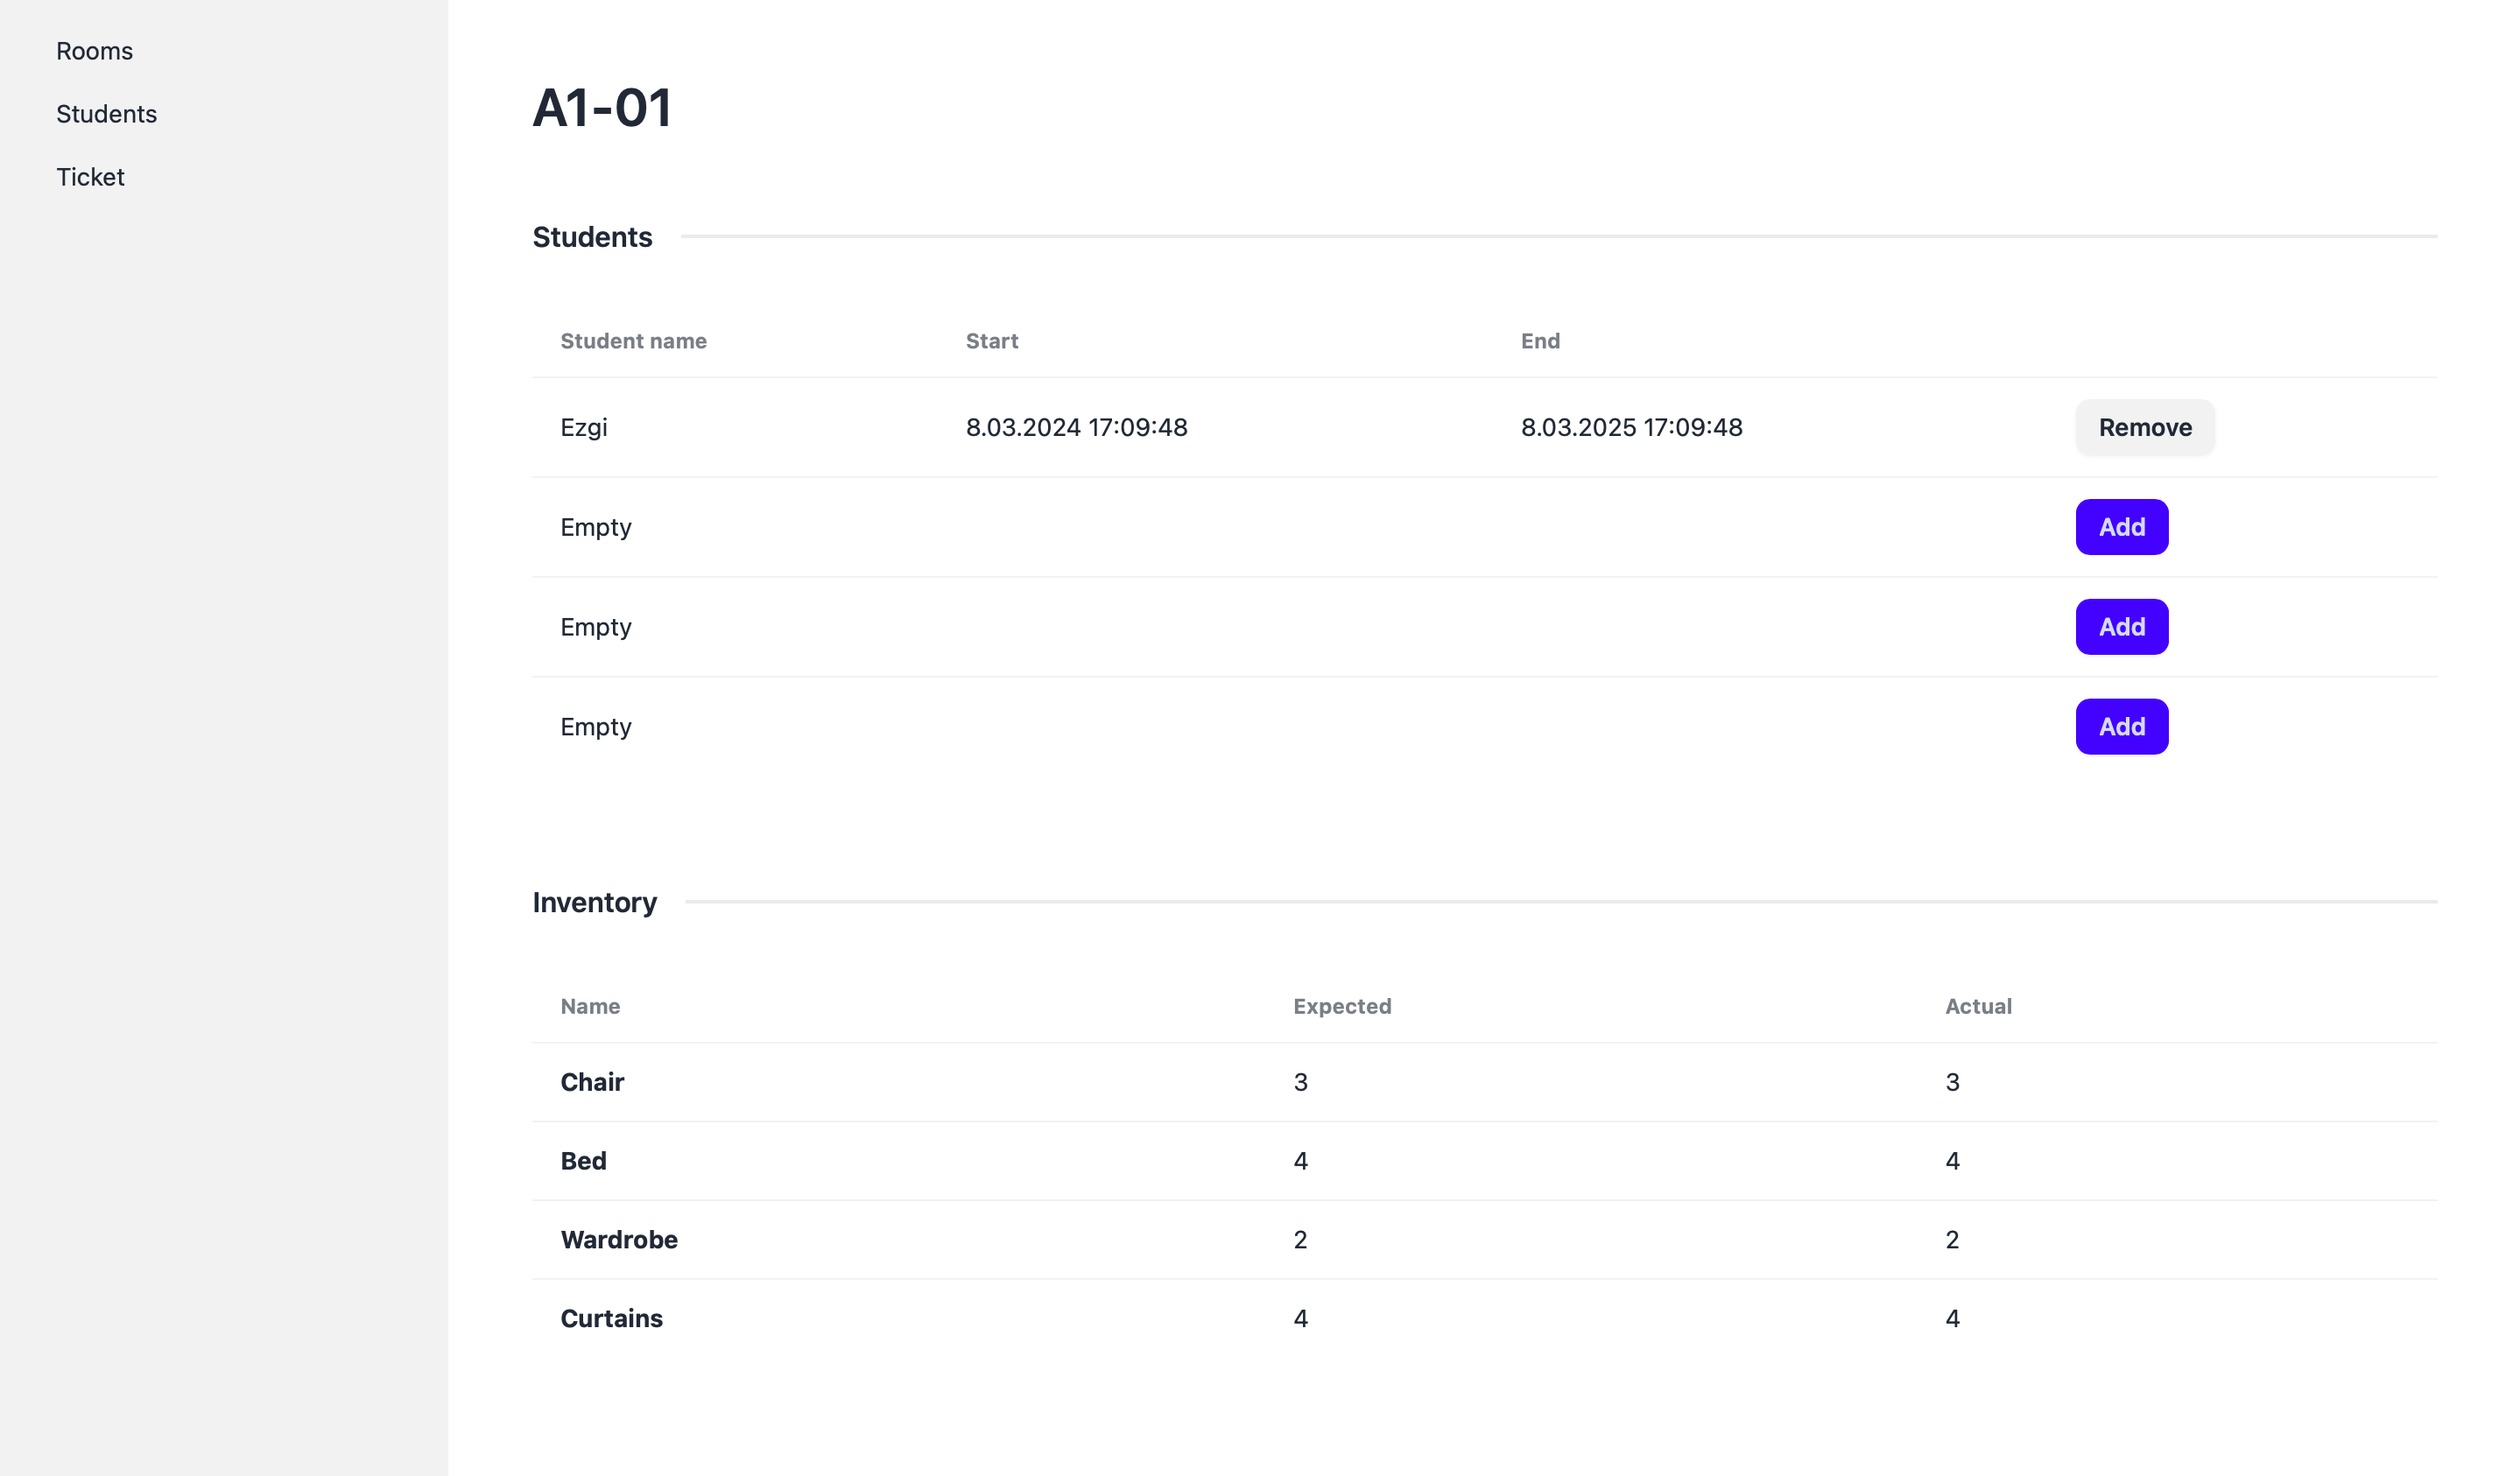 Rooms
Students
Ticket
A1-01
Students
Student name Start End
Ezgi 8.03.2024 17:09:48 8.03.2025 17:09:48 Remove
Empty Add
Empty Add
Empty Add
Inventory
Name Expected Actual
Chair 3 3
Bed 4 4
Wardrobe 2 2
Curtains 4 4